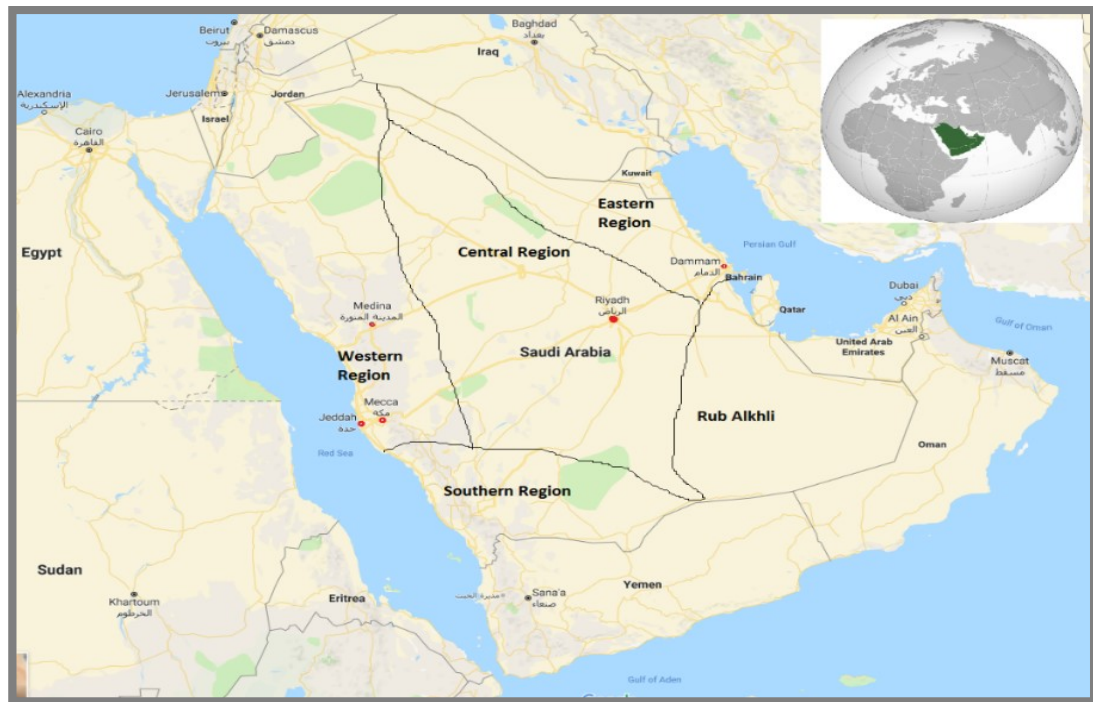 Beirut
بيروت
Damascus
دمشق
Baghdad
بغداد
Iraq
Alexandria
الإسكندرية
Jerusalem
Jordan
Israel
Cairo
القاهرة
Kuwait
Eastern
Region
Egypt
Central Region
Persian Gulf
Dammam
الدمام
Bahrain
Dubai
دبي
Medina
المدينة المنورة
Riyadh
الرياض
Qatar
Al Ain
العين
Gulf of Oman
United Arab
Emirates
Western
Region
Saudi Arabia
Muscat
مسقط
Mecca
مكة
Jeddah
جدة
Rub Alkhli
Oman
Red Sea
Southern Region
Sudan
Khartoum
الخرطوم
Eritrea
Sana'a
صنعاء
Yemen
Gulf of Aden